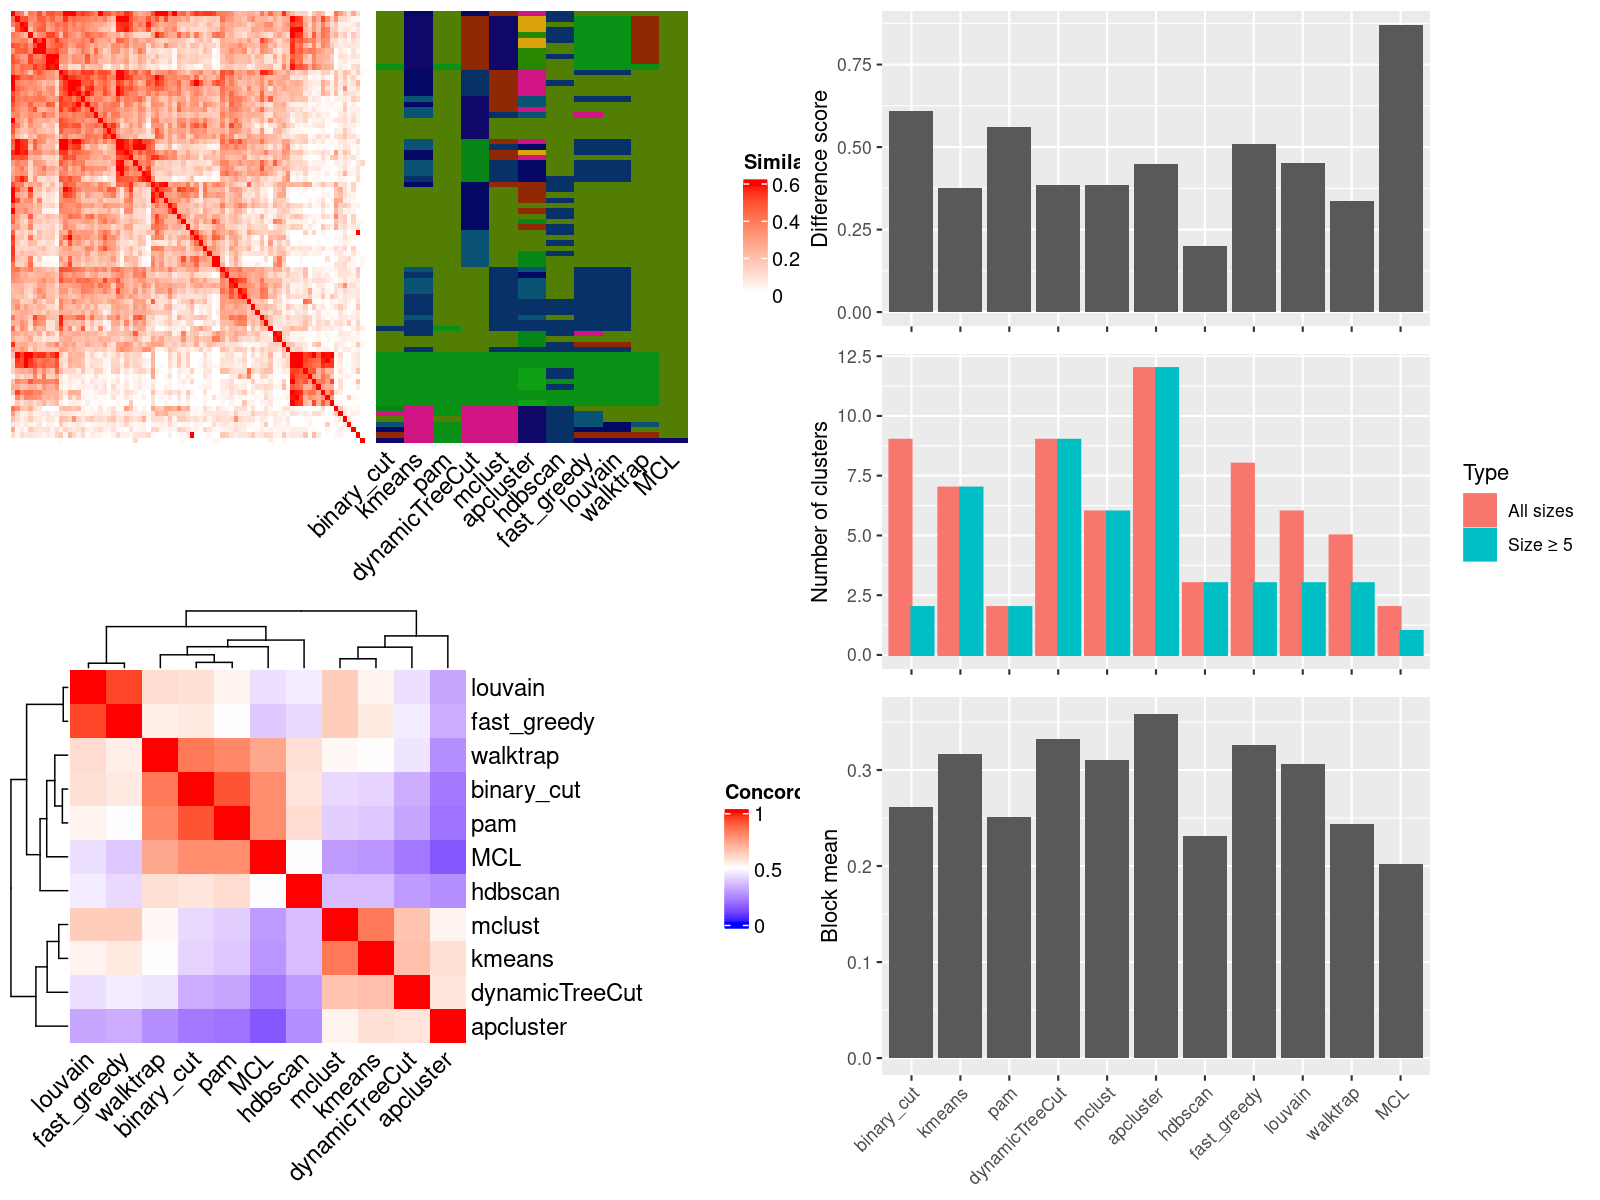 Simila
0.6
0.4
0.2
0
binary_cut
kmeans
pam
dynamicTreeCut
mclust
apcluster
hdbscan
fast_greedy
louvain
walktrap
MCL
Difference score
0.75
0.50
0.25
0.00
Number of clusters
12.5
10.0
7.5
5.0
2.5
0.0
Type
All sizes
Size ≥ 5
louvain
fast_greedy
walktrap
binary_cut
pam
MCL
hdbscan
mclust
kmeans
dynamicTreeCut
apcluster
louvain
fast_greedy
walktrap
binary_cut
pam
MCL
hdbscan
mclust
kmeans
dynamicTreeCut
apcluster
Concord
1
0.5
0
Block mean
0.3
0.2
0.1
0.0
binary_cut
kmeans
pam
dynamicTreeCut
mclust
apcluster
hdbscan
fast_greedy
louvain
walktrap
MCL